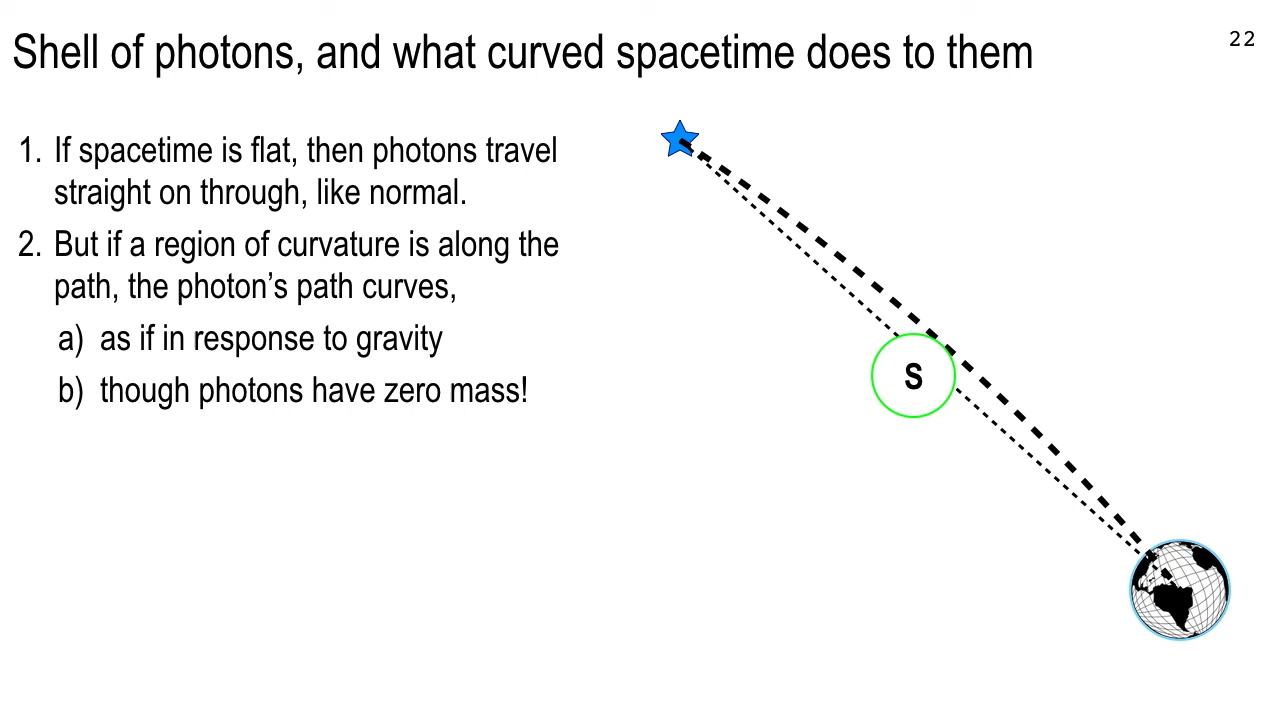 Shell of photons, and what curved spacetime does to them
22
1. If spacetime is flat, then photons travel
straight on through, like normal.
2. But if a region of curvature is along the
path, the photon’s path curves,
a) as if in response to gravity
b) though photons have zero mass!
S